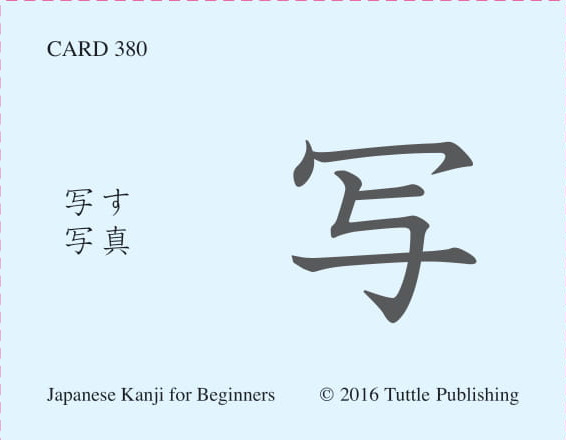 CARD 380
写す
写真
写
Japanese Kanji for Beginners © 2016 Tuttle Publishing